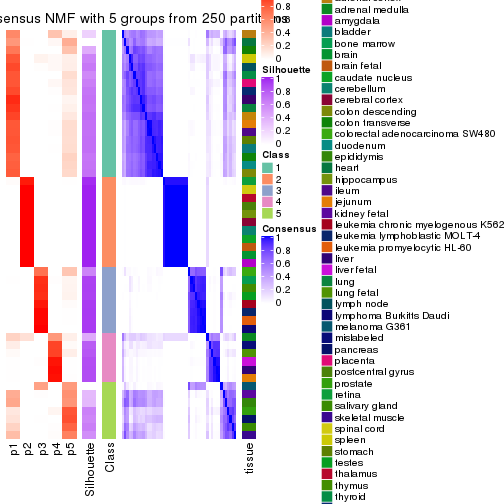 sensus NMF with 5 groups from 250 partitions
0.8
0.6
0.4
0.2
0
Silhouette
1
0.8
0.6
0.4
0.2
0
Class
1
2
3
4
5
Consensus
1
0.8
0.6
0.4
0.2
0
p1
p2
p3
p4
p5
Silhouette
Class
tissue
adrenal medulla
amygdala
bladder
bone marrow
brain
brain fetal
caudate nucleus
cerebellum
cerebral cortex
colon descending
colon transverse
colorectal adenocarcinoma SW480
duodenum
epididymis
heart
hippocampus
ileum
jejunum
kidney fetal
leukemia chronic myelogenous K562
leukemia lymphoblastic MOLT-4
leukemia promyelocytic HL-60
liver
liver fetal
lung
lung fetal
lymph node
lymphoma Burkitts Daudi
melanoma G361
mislabeled
pancreas
placenta
postcentral gyrus
prostate
retina
salivary gland
skeletal muscle
spinal cord
spleen
stomach
testes
thalamus
thymus
thyroid